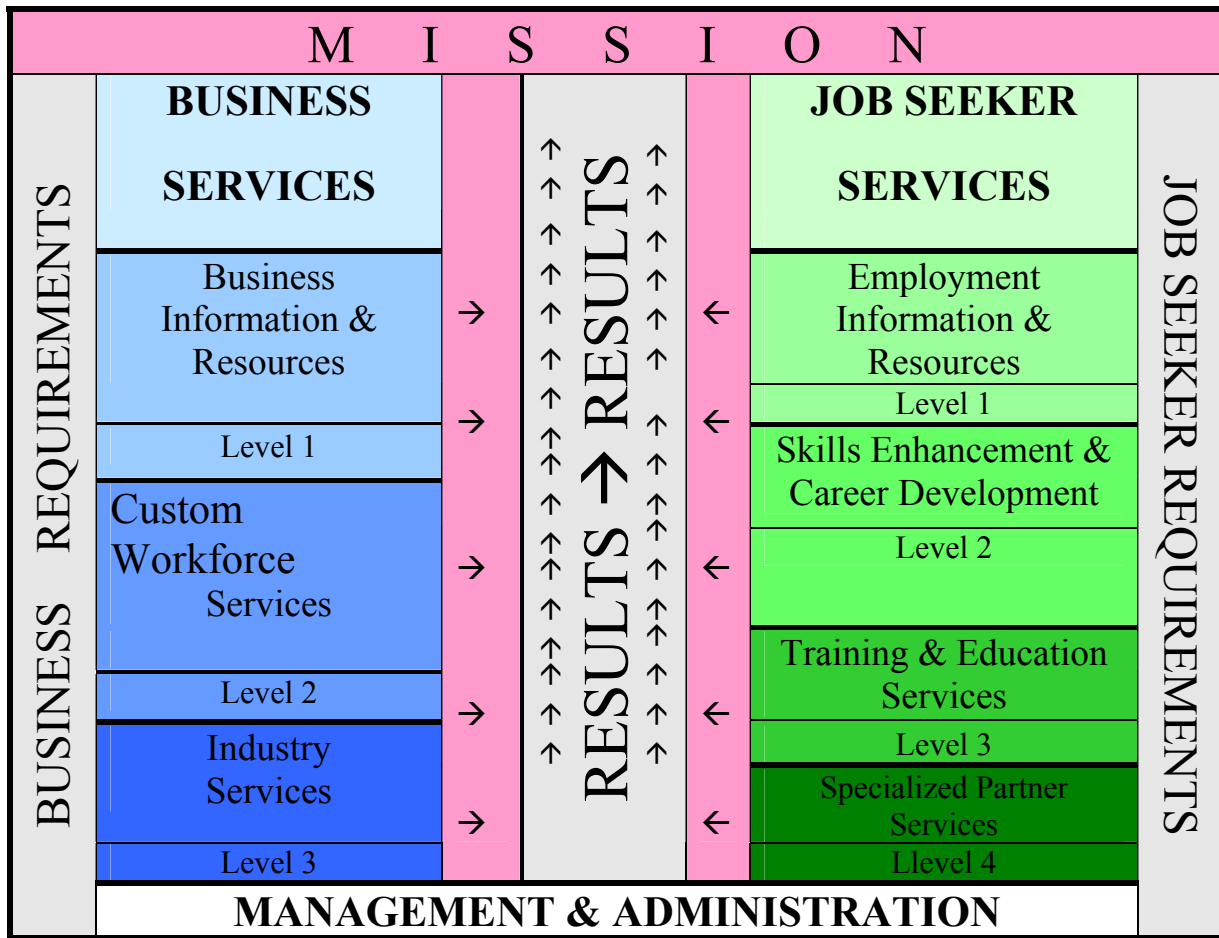 M I S S I O N
BUSINESS REQUIREMENTS
BUSINESS
SERVICES
Business
Information &
Resources
Level 1
Custom
Workforce
Services
Level 2
Industry
Services
Level 3
→
→
→
→
→
↑ ↑ ↑ ↑ ↑ ↑ ↑ ↑ ↑ ↑ ↑ ↑ ↑ ↑ ↑ ↑ ↑ ↑
RESULTS → RESULTS
↑ ↑ ↑ ↑ ↑ ↑ ↑ ↑ ↑ ↑ ↑ ↑ ↑ ↑ ↑ ↑
←
←
←
←
←
JOB SEEKER
SERVICES
Employment
Information &
Resources
Level 1
Skills Enhancement &
Career Development
Level 2
Training & Education
Services
Level 3
Specialized Partner
Services
Llevel 4
JOB SEEKER REQUIREMENTS
MANAGEMENT & ADMINISTRATION